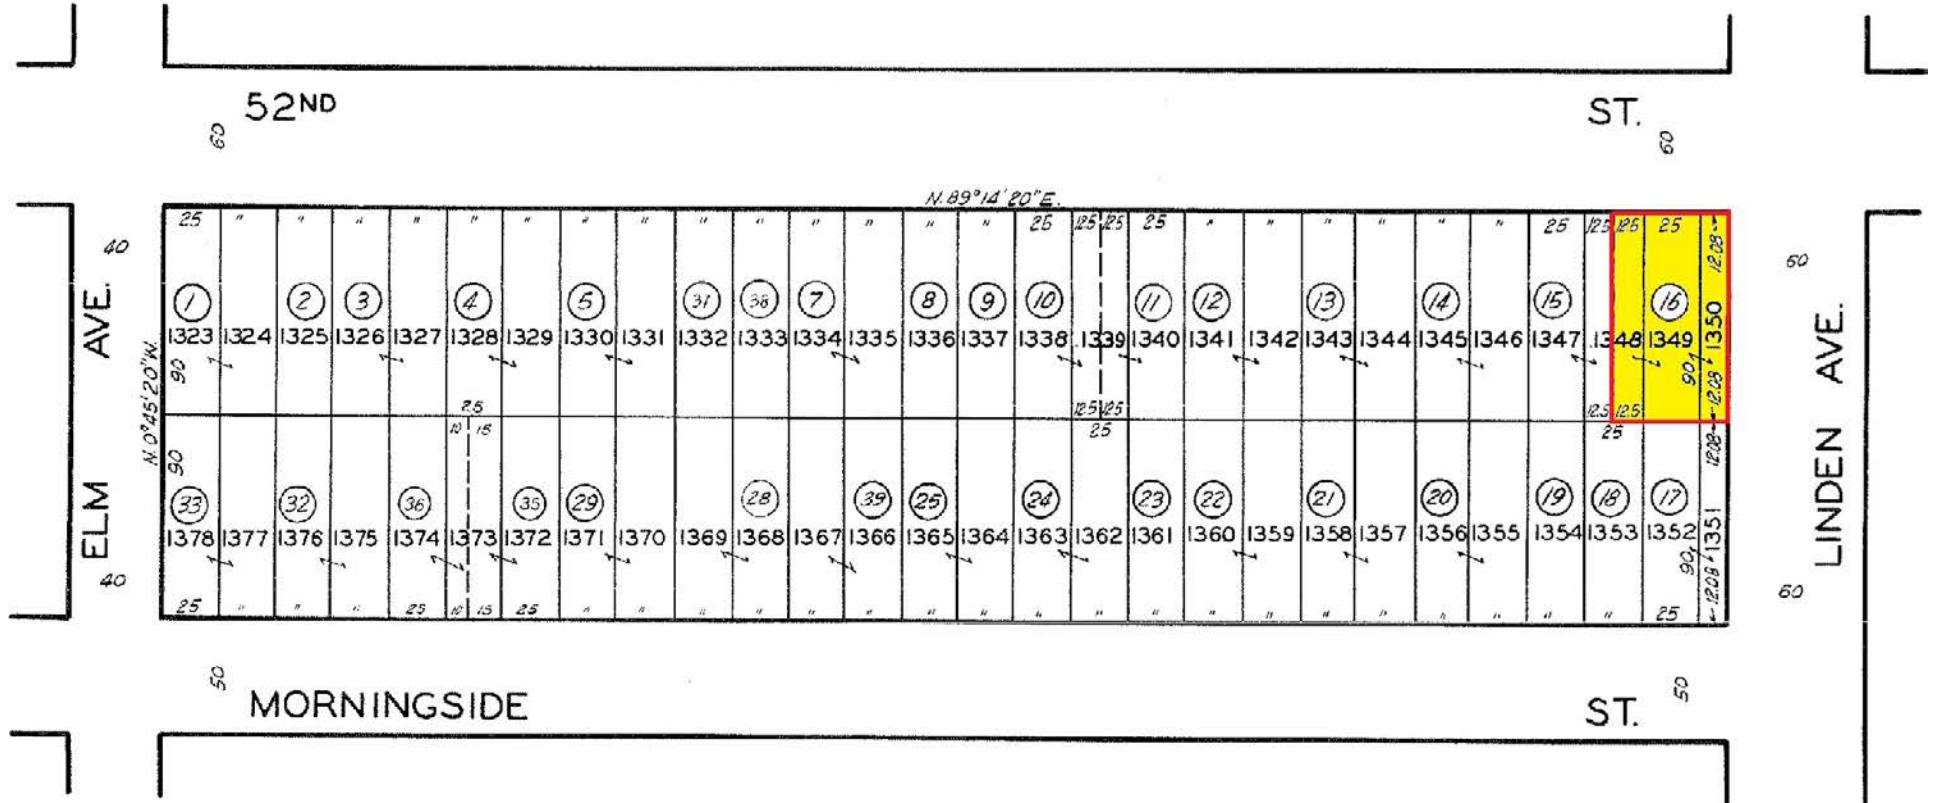 52ND ST.
60 60
N. 89°14'20"E.
40 25 " " " " " " " " " " " " " " 25 12.5 12.5 25 " " " " " " 25 12.5 12.5 25 12.08 60
1 2 3 4 5 37 38 7 8 9 10 11 12 13 14 15 16
1323 1324 1325 1326 1327 1328 1329 1330 1331 1332 1333 1334 1335 1336 1337 1338 1339 1340 1341 1342 1343 1344 1345 1346 1347 1348 1349 1350
90 90 12.08
N. 0°45'20"W.
25 12.5 12.5 12.5 12.5
10 15 25 25 12.08
90
33 32 36 35 29 28 39 25 24 23 22 21 20 19 18 17
1378 1377 1376 1375 1374 1373 1372 1371 1370 1369 1368 1367 1366 1365 1364 1363 1362 1361 1360 1359 1358 1357 1356 1355 1354 1353 1352 1351
90 12.08
40 25 " " " 25 10 15 25 " " " " " " " " " " " " " " " " " " " 25 60
ELM AVE.
LINDEN AVE.
50 50
MORNINGSIDE ST.